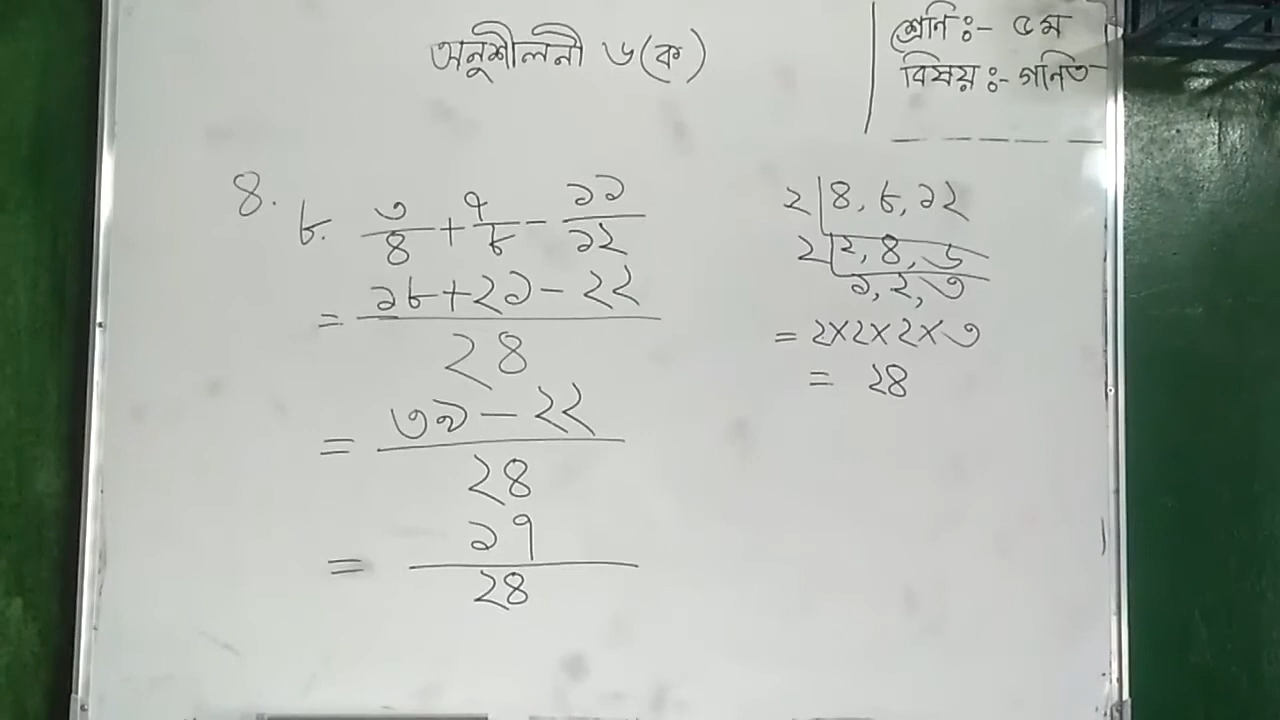 অনুশীলনী ৬(ক)
শ্রেনি :- ৫ম
বিষয় :- গনিত
৪. ৮. ৩/৪ + ৭/৮ - ১১/১২
= ১৮+২১-২২
২৪
= ৩৯-২২
২৪
= ১৭
২৪
২ | ৪, ৮, ১২
২ | ২, ৪, ৬
১, ২, ৩
= ২×২×২×৩
= ২৪